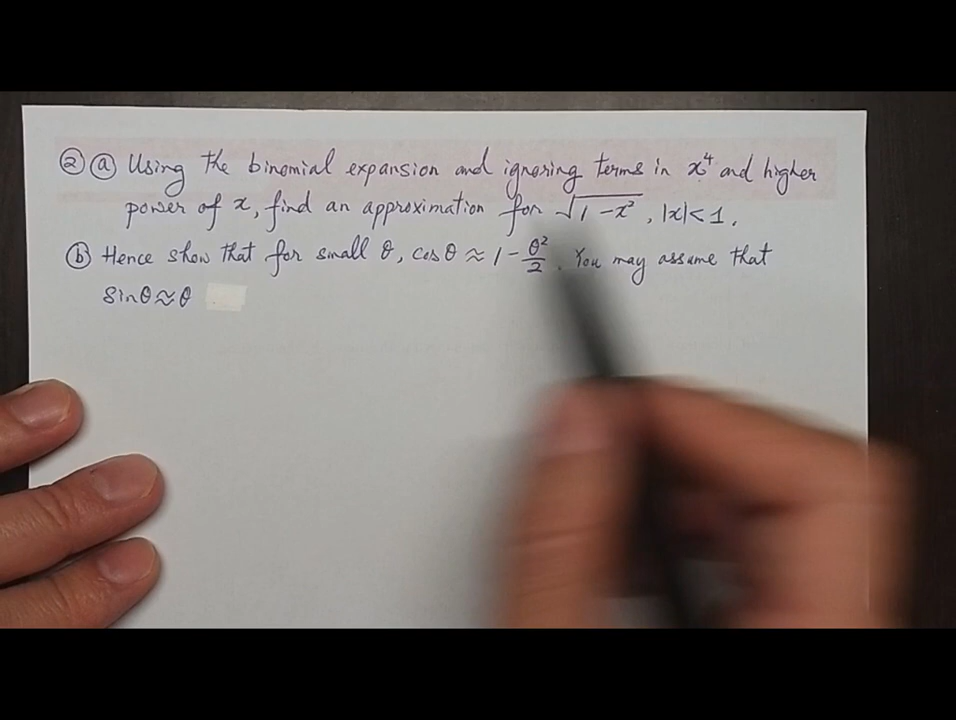 ② ⓐ Using the binomial expansion and ignoring terms in x⁴ and higher
power of x, find an approximation for √(1 - x²), |x| < 1.
ⓑ Hence show that for small θ, cos θ ≈ 1 - θ²/2. You may assume that
sinθ ≈ θ